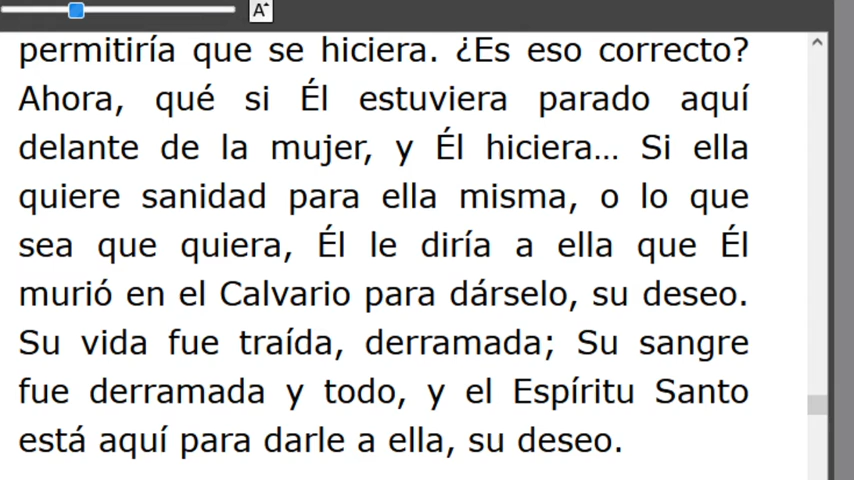 A
permitiría que se hiciera. ¿Es eso correcto?
Ahora, qué si Él estuviera parado aquí
delante de la mujer, y Él hiciera... Si ella
quiere sanidad para ella misma, o lo que
sea que quiera, Él le diría a ella que Él
murió en el Calvario para dárselo, su deseo.
Su vida fue traída, derramada; Su sangre
fue derramada y todo, y el Espíritu Santo
está aquí para darle a ella, su deseo.